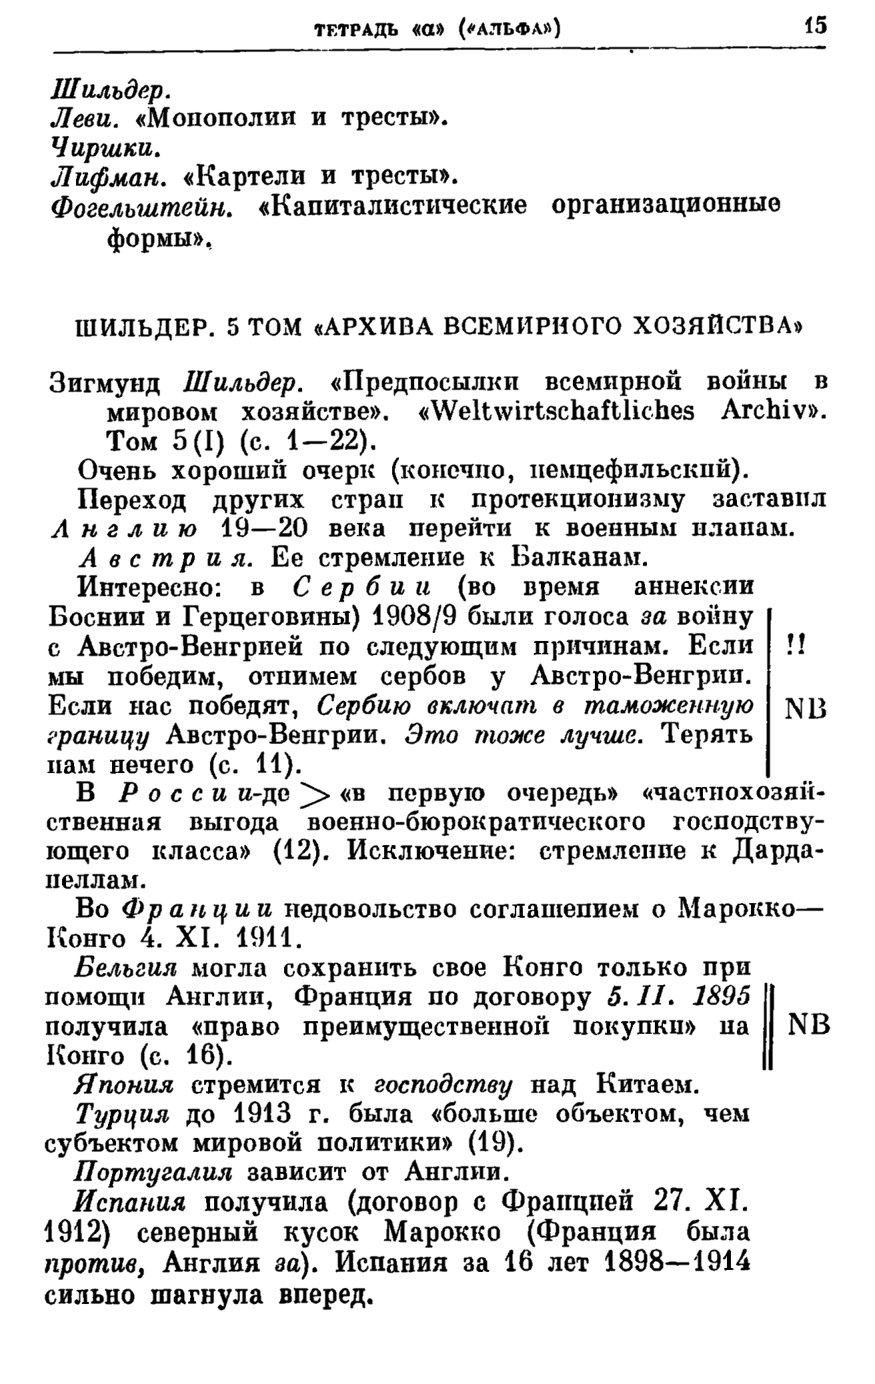 ТЕТРАДЬ «α» («АЛЬФА») 15
Шильдер.
Леви. «Монополии и тресты».
Чиршки.
Лифман. «Картели и тресты».
Фогельштейн. «Капиталистические организационные
формы».
ШИЛЬДЕР. 5 ТОМ «АРХИВА ВСЕМИРНОГО ХОЗЯЙСТВА»
Зигмунд Шильдер. «Предпосылки всемирной войны в
мировом хозяйстве». «Weltwirtschaftliches Archiv».
Том 5 (I) (с. 1—22).
Очень хороший очерк (конечно, немцефильский).
Переход других стран к протекционизму заставил
Англию 19—20 века перейти к военным планам.
Австрия. Ее стремление к Балканам.
Интересно: в Сербии (во время аннексии
Боснии и Герцеговины) 1908/9 были голоса за войну
с Австро-Венгрией по следующим причинам. Если !!
мы победим, отнимем сербов у Австро-Венгрии.
Если нас победят, Сербию включат в таможенную NB
границу Австро-Венгрии. Это тоже лучше. Терять
нам нечего (с. 11).
В России-де > «в первую очередь» «частнохозяй-
ственная выгода военно-бюрократического господству-
ющего класса» (12). Исключение: стремление к Дарда-
неллам.
Во Франции недовольство соглашением о Марокко—
Конго 4. XI. 1911.
Бельгия могла сохранить свое Конго только при
помощи Англии, Франция по договору 5. II. 1895
получила «право преимущественной покупки» на NB
Конго (с. 16).
Япония стремится к господству над Китаем.
Турция до 1913 г. была «больше объектом, чем
субъектом мировой политики» (19).
Португалия зависит от Англии.
Испания получила (договор с Францией 27. XI.
1912) северный кусок Марокко (Франция была
против, Англия за). Испания за 16 лет 1898—1914
сильно шагнула вперед.